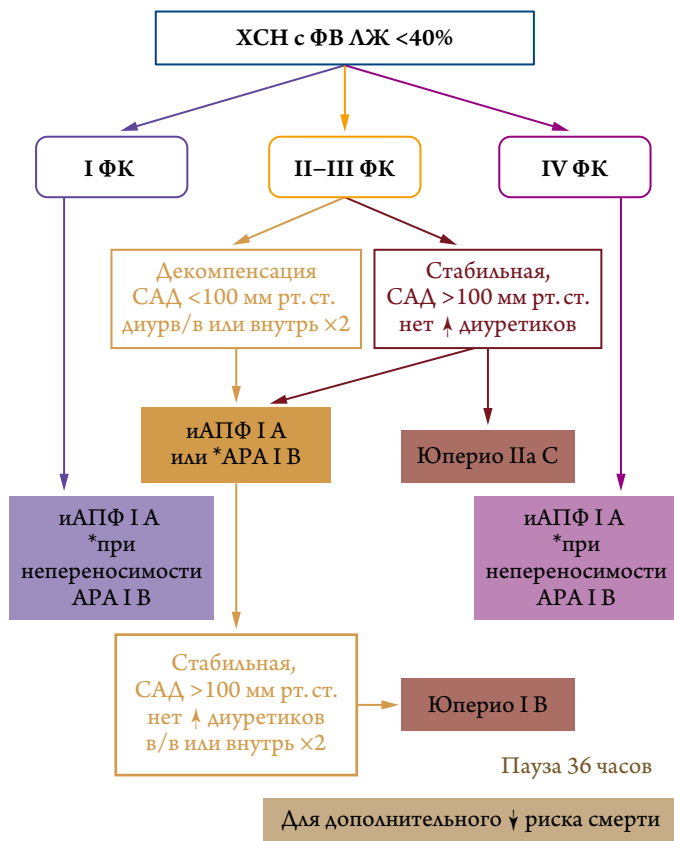 ХСН с ФВ ЛЖ <40%
I ФК
II–III ФК
IV ФК
Декомпенсация
САД <100 мм рт. ст.
диурв/в или внутрь ×2
Стабильная,
САД >100 мм рт. ст.
нет ↑ диуретиков
иАПФ I A
или *АРА I B
Юперио IIa C
иАПФ I A
*при
непереносимости
АРА I B
иАПФ I A
*при
непереносимости
АРА I B
Стабильная,
САД >100 мм рт. ст.
нет ↑ диуретиков
в/в или внутрь ×2
Юперио I B
Пауза 36 часов
Для дополнительного ↓ риска смерти